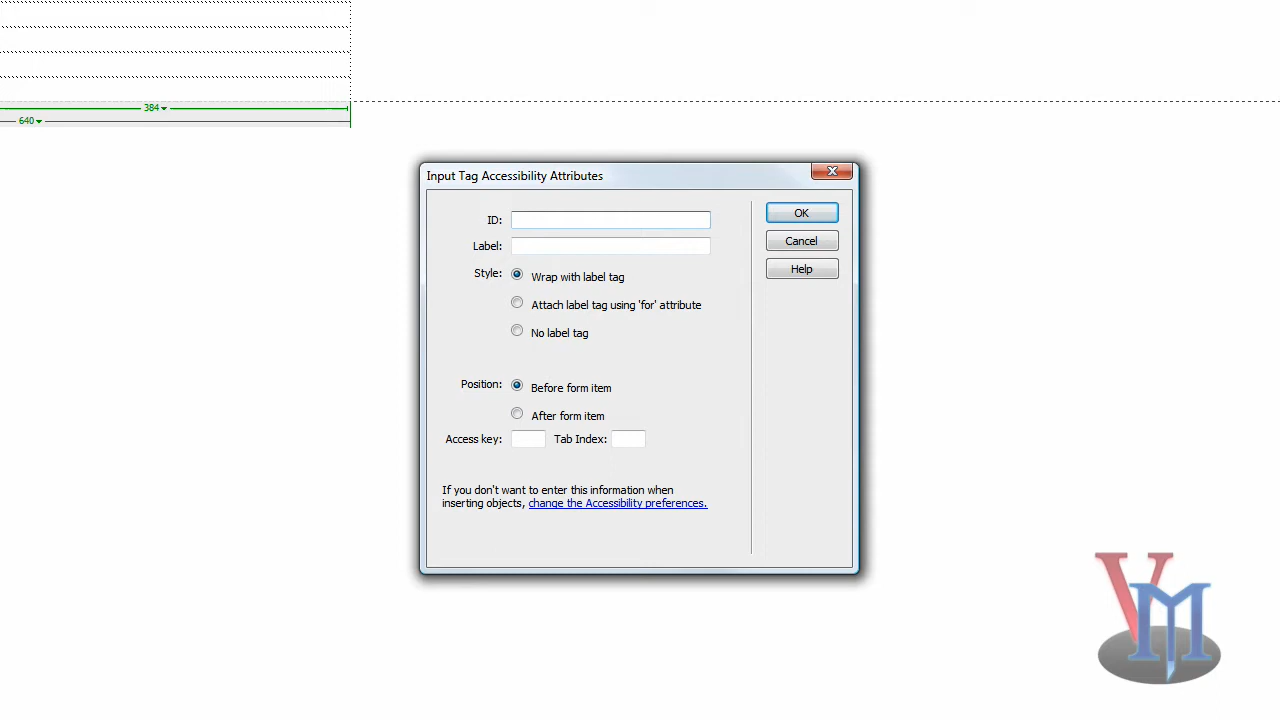 384
640
Input Tag Accessibility Attributes
ID:
OK
Label:
Cancel
Style:
Wrap with label tag
Help
Attach label tag using 'for' attribute
No label tag
Position:
Before form item
After form item
Access key:
Tab Index:
If you don't want to enter this information when
inserting objects, change the Accessibility preferences.
VM